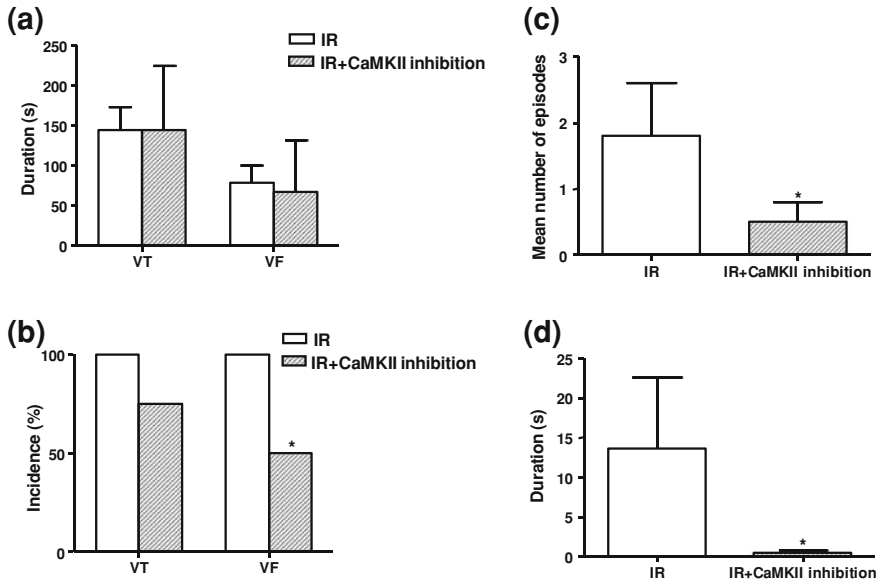 (a)
IR
IR+CaMKII inhibition
250
200
150
100
50
0
Duration (s)
VT
VF
(b)
IR
IR+CaMKII inhibition
100
50
0
Incidence (%)
*
VT
VF
(c)
3
2
1
0
Mean number of episodes
*
IR
IR+CaMKII inhibition
(d)
25
20
15
10
5
0
Duration (s)
*
IR
IR+CaMKII inhibition